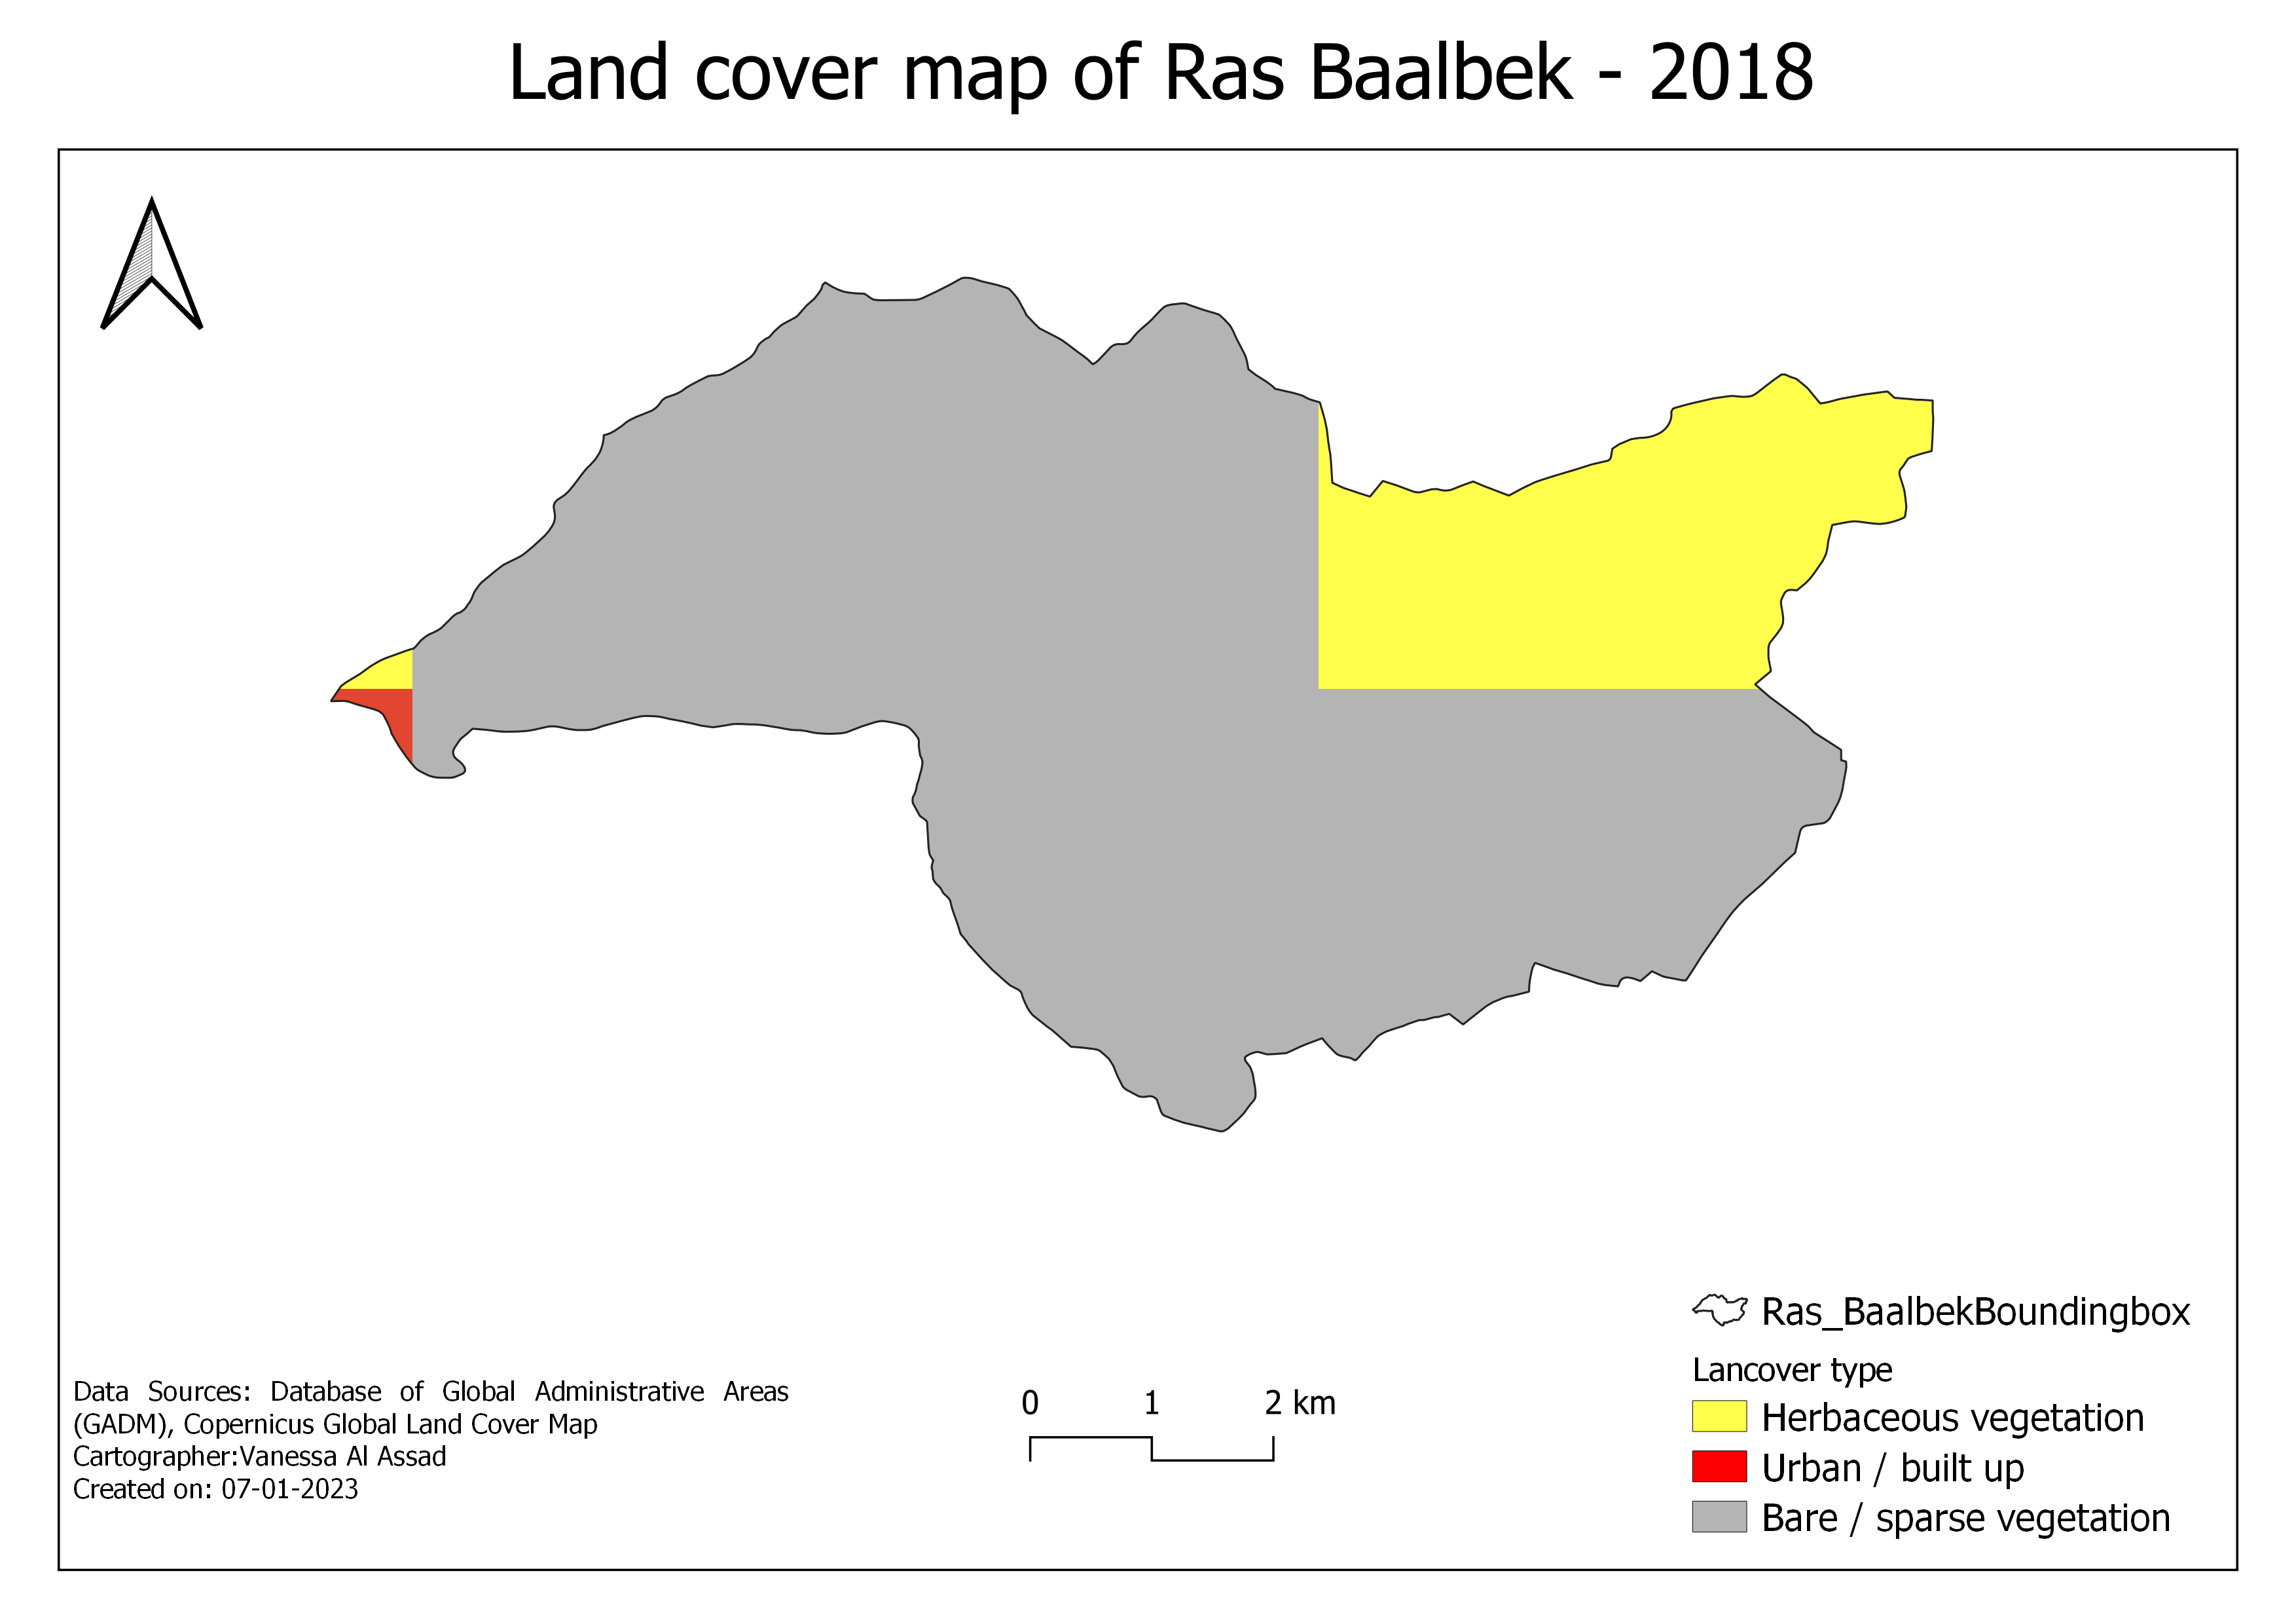 Land cover map of Ras Baalbek - 2018
Ras_BaalbekBoundingbox
Lancover type
Herbaceous vegetation
Urban / built up
Bare / sparse vegetation
0 1 2 km
Data Sources: Database of Global Administrative Areas
(GADM), Copernicus Global Land Cover Map
Cartographer:Vanessa Al Assad
Created on: 07-01-2023